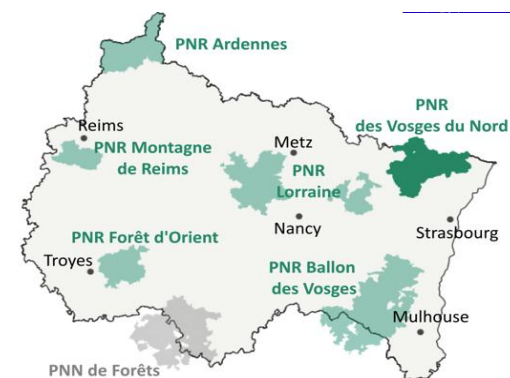 PNR Ardennes
PNR
des Vosges du Nord
Reims
PNR Montagne
de Reims
Metz
PNR
Lorraine
Nancy
Strasbourg
PNR Forêt d'Orient
Troyes
PNR Ballon
des Vosges
Mulhouse
PNN de Forêts